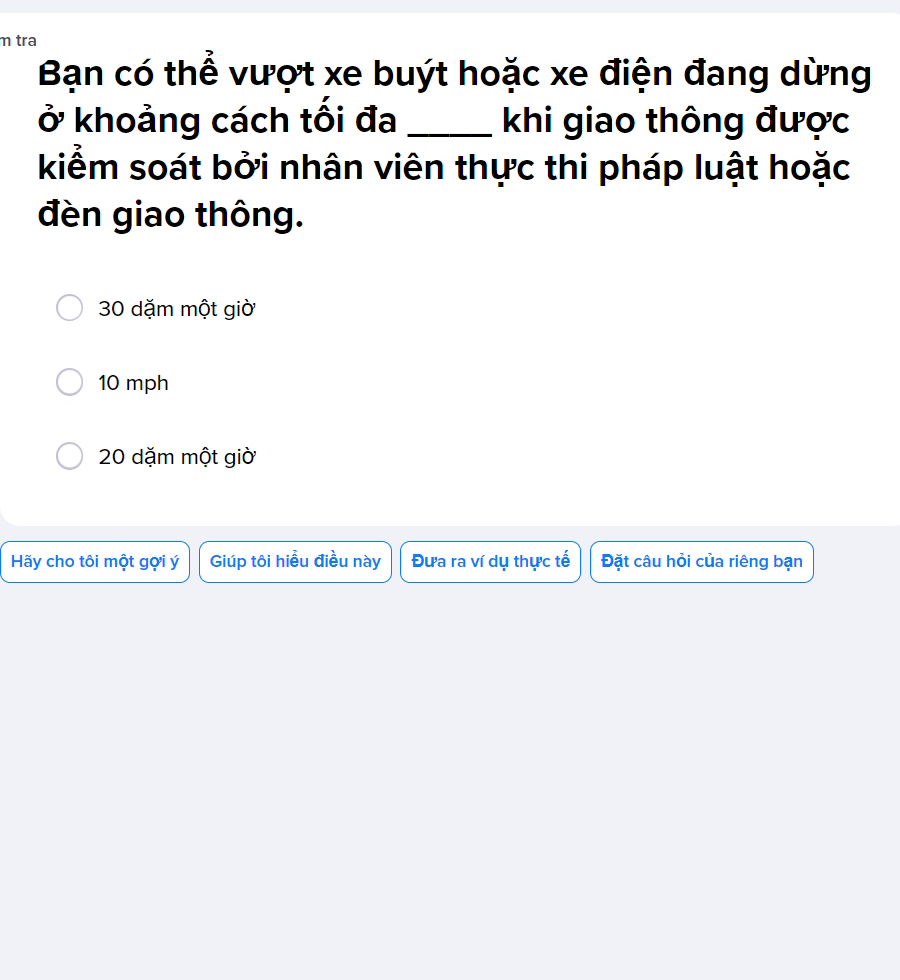 m tra
Bạn có thể vượt xe buýt hoặc xe điện đang dừng
ở khoảng cách tối đa ____ khi giao thông được
kiểm soát bởi nhân viên thực thi pháp luật hoặc
đèn giao thông.
30 dặm một giờ
10 mph
20 dặm một giờ
Hãy cho tôi một gợi ý
Giúp tôi hiểu điều này
Đưa ra ví dụ thực tế
Đặt câu hỏi của riêng bạn